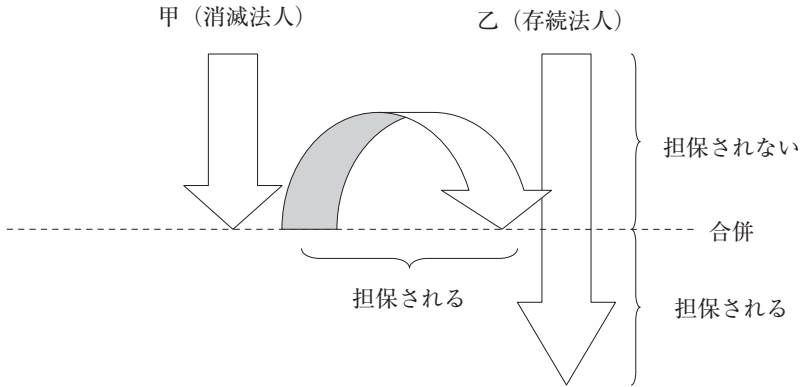 甲（消滅法人）
乙（存続法人）
担保されない
合併
担保される
担保される